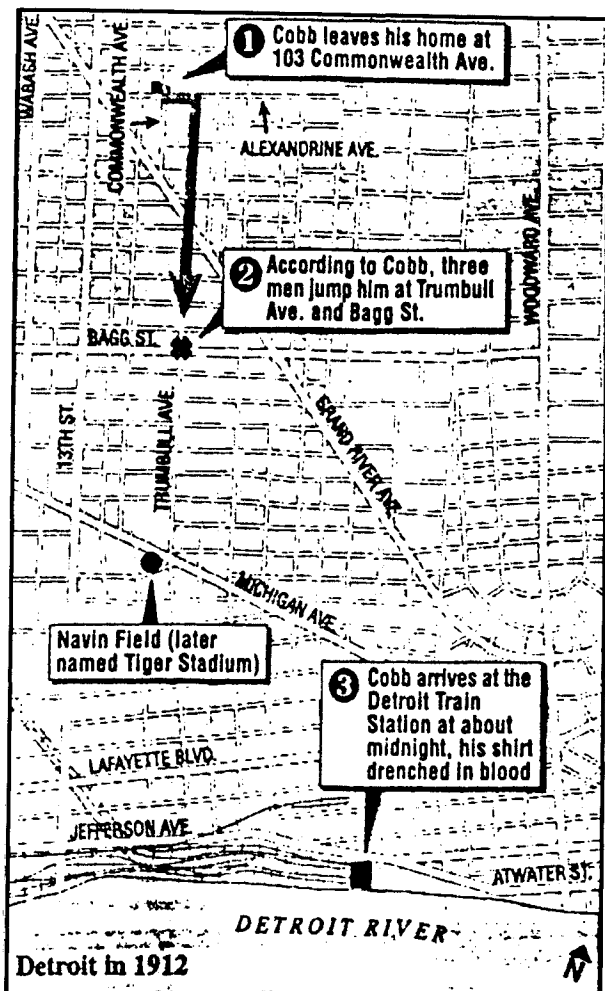 1 Cobb leaves his home at
103 Commonwealth Ave.
WABASH AVE.
COMMONWEALTH AVE
ALEXANDRINE AVE.
WOODWARD AVE.
2 According to Cobb, three
men jump him at Trumbull
Ave. and Bagg St.
BAGG ST.
13TH ST.
TRUMBULL AVE.
GRAND RIVER AVE.
MICHIGAN AVE.
Navin Field (later
named Tiger Stadium)
3 Cobb arrives at the
Detroit Train
Station at about
midnight, his shirt
drenched in blood
LAFAYETTE BLVD.
JEFFERSON AVE.
ATWATER ST.
DETROIT RIVER
Detroit in 1912
N